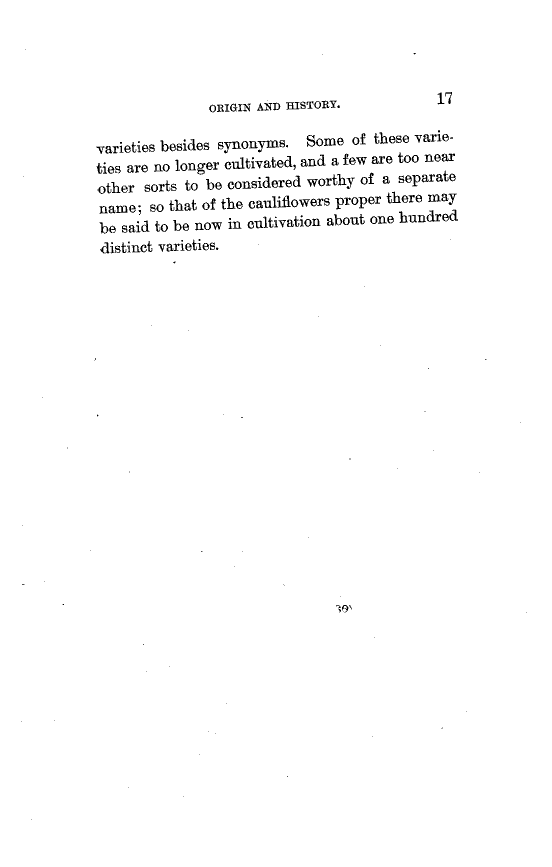 ORIGIN AND HISTORY. 17
varieties besides synonyms. Some of these varie-
ties are no longer cultivated, and a few are too near
other sorts to be considered worthy of a separate
name; so that of the cauliflowers proper there may
be said to be now in cultivation about one hundred
distinct varieties.